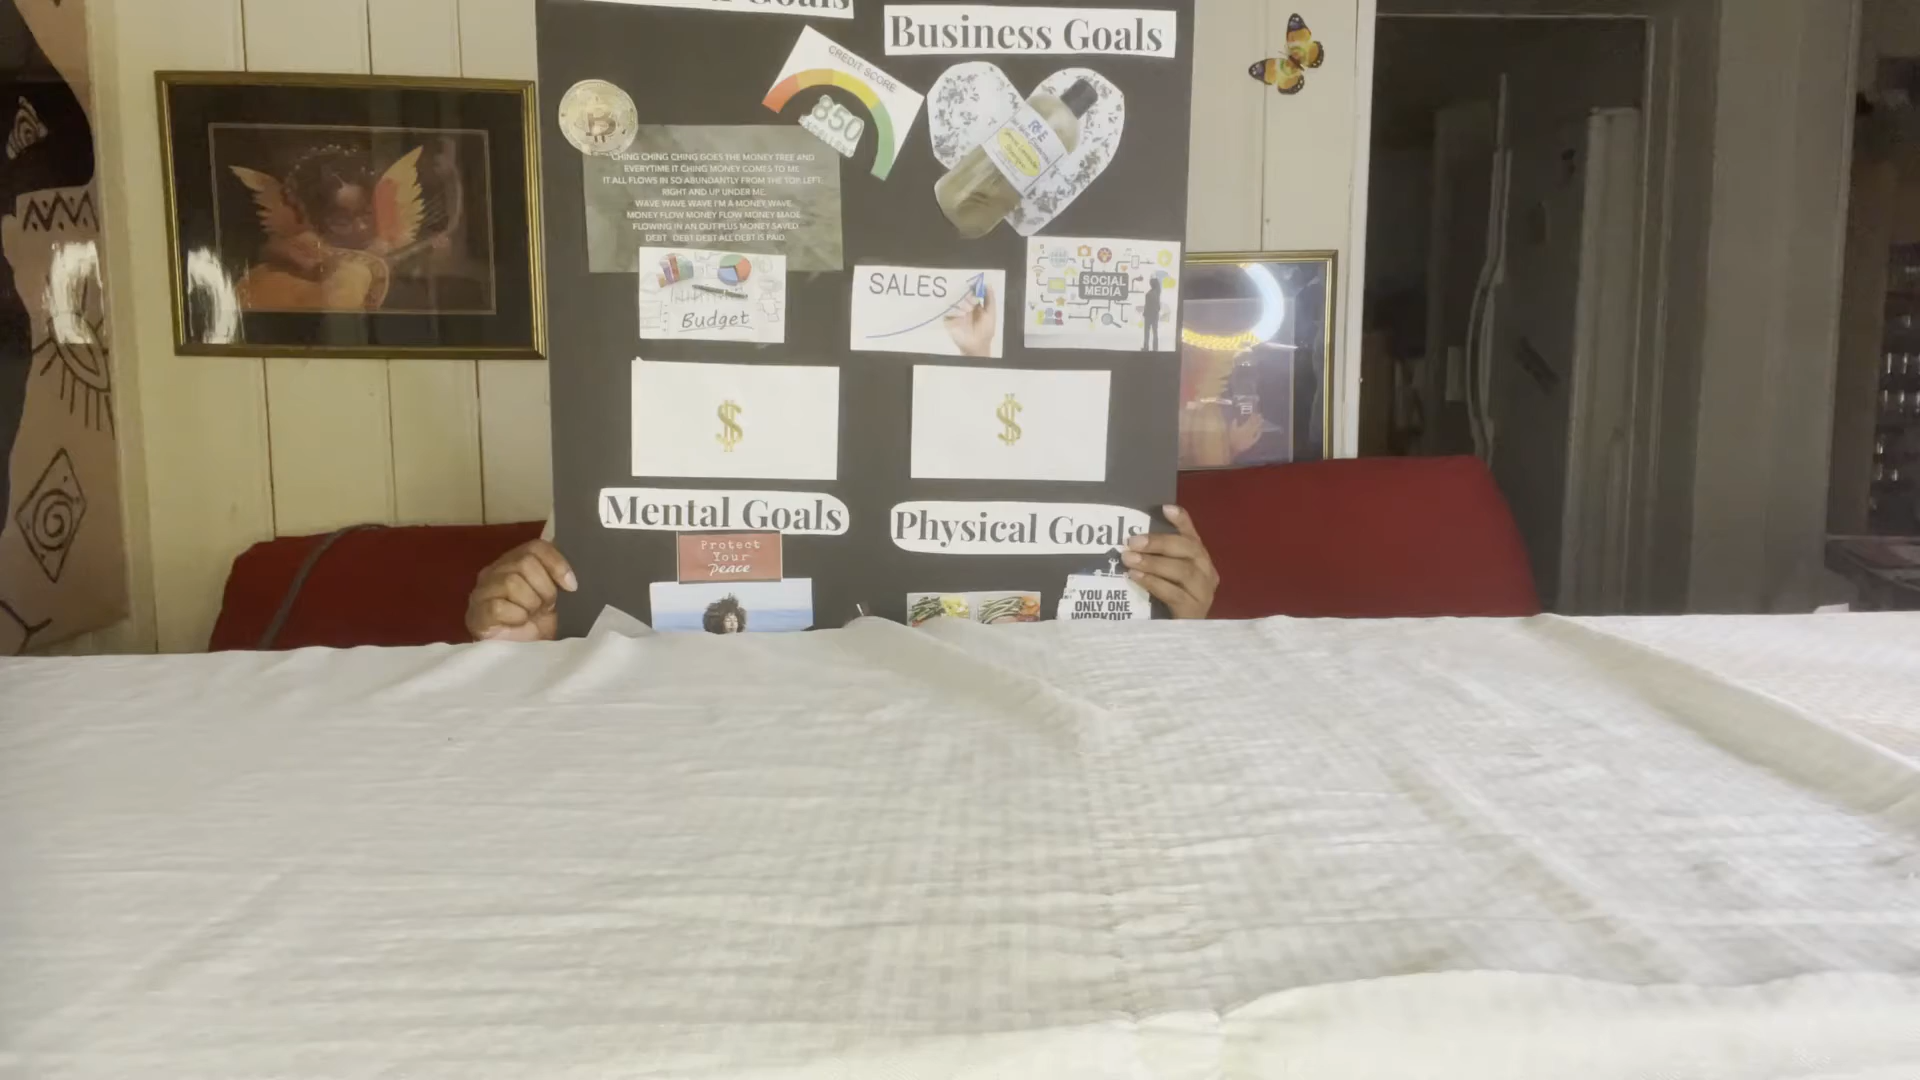 Goals
Business Goals
CREDIT SCORE
850
CHING CHING CHING GOES THE MONEY TREE AND
EVERYTIME IT CHING MONEY COMES TO ME
IT ALL FLOWS IN SO ABUNDANTLY FROM THE TOP, LEFT,
RIGHT AND UP UNDER ME.
WAVE WAVE WAVE I'M A MONEY WAVE
MONEY FLOW MONEY FLOW MONEY MADE
FLOWING IN AN OUT PLUS MONEY SAVED
DEBT DEBT DEBT ALL DEBT IS PAID.
Budget
SALES
SOCIAL
MEDIA
$
$
Mental Goals
Physical Goals
Protect
Your
Peace
YOU ARE
ONLY ONE
WORKOUT